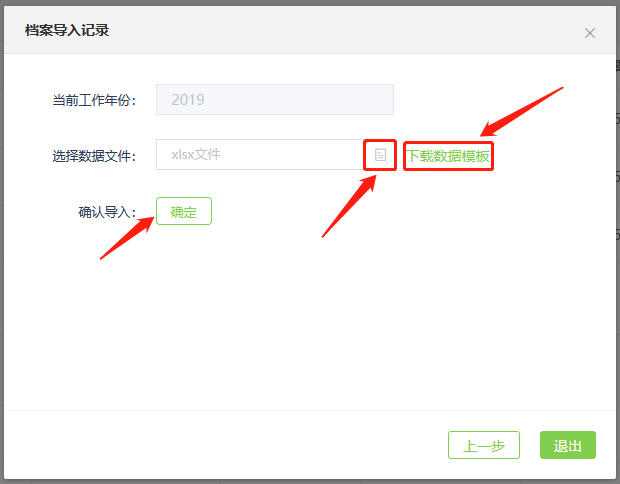 档案导入记录
当前工作年份： 2019
选择数据文件： xlsx文件 下载数据模板
确认导入： 确定
上一步 退出